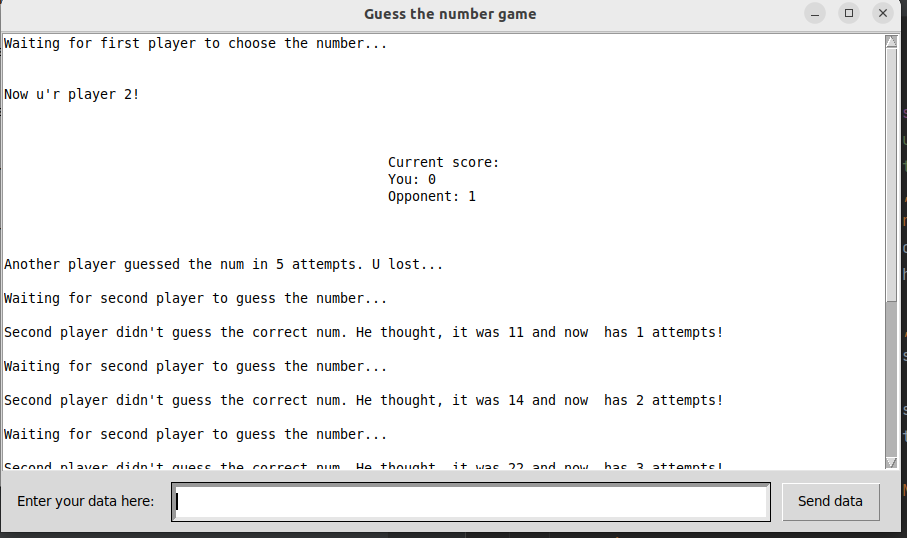 Guess the number game
Waiting for first player to choose the number...
Now u'r player 2!
Current score:
You: 0
Opponent: 1
Another player guessed the num in 5 attempts. U lost...
Waiting for second player to guess the number...
Second player didn't guess the correct num. He thought, it was 11 and now  has 1 attempts!
Waiting for second player to guess the number...
Second player didn't guess the correct num. He thought, it was 14 and now  has 2 attempts!
Waiting for second player to guess the number...
Second player didn't guess the correct num. He thought, it was 22 and now  has 3 attempts!
Enter your data here:
Send data